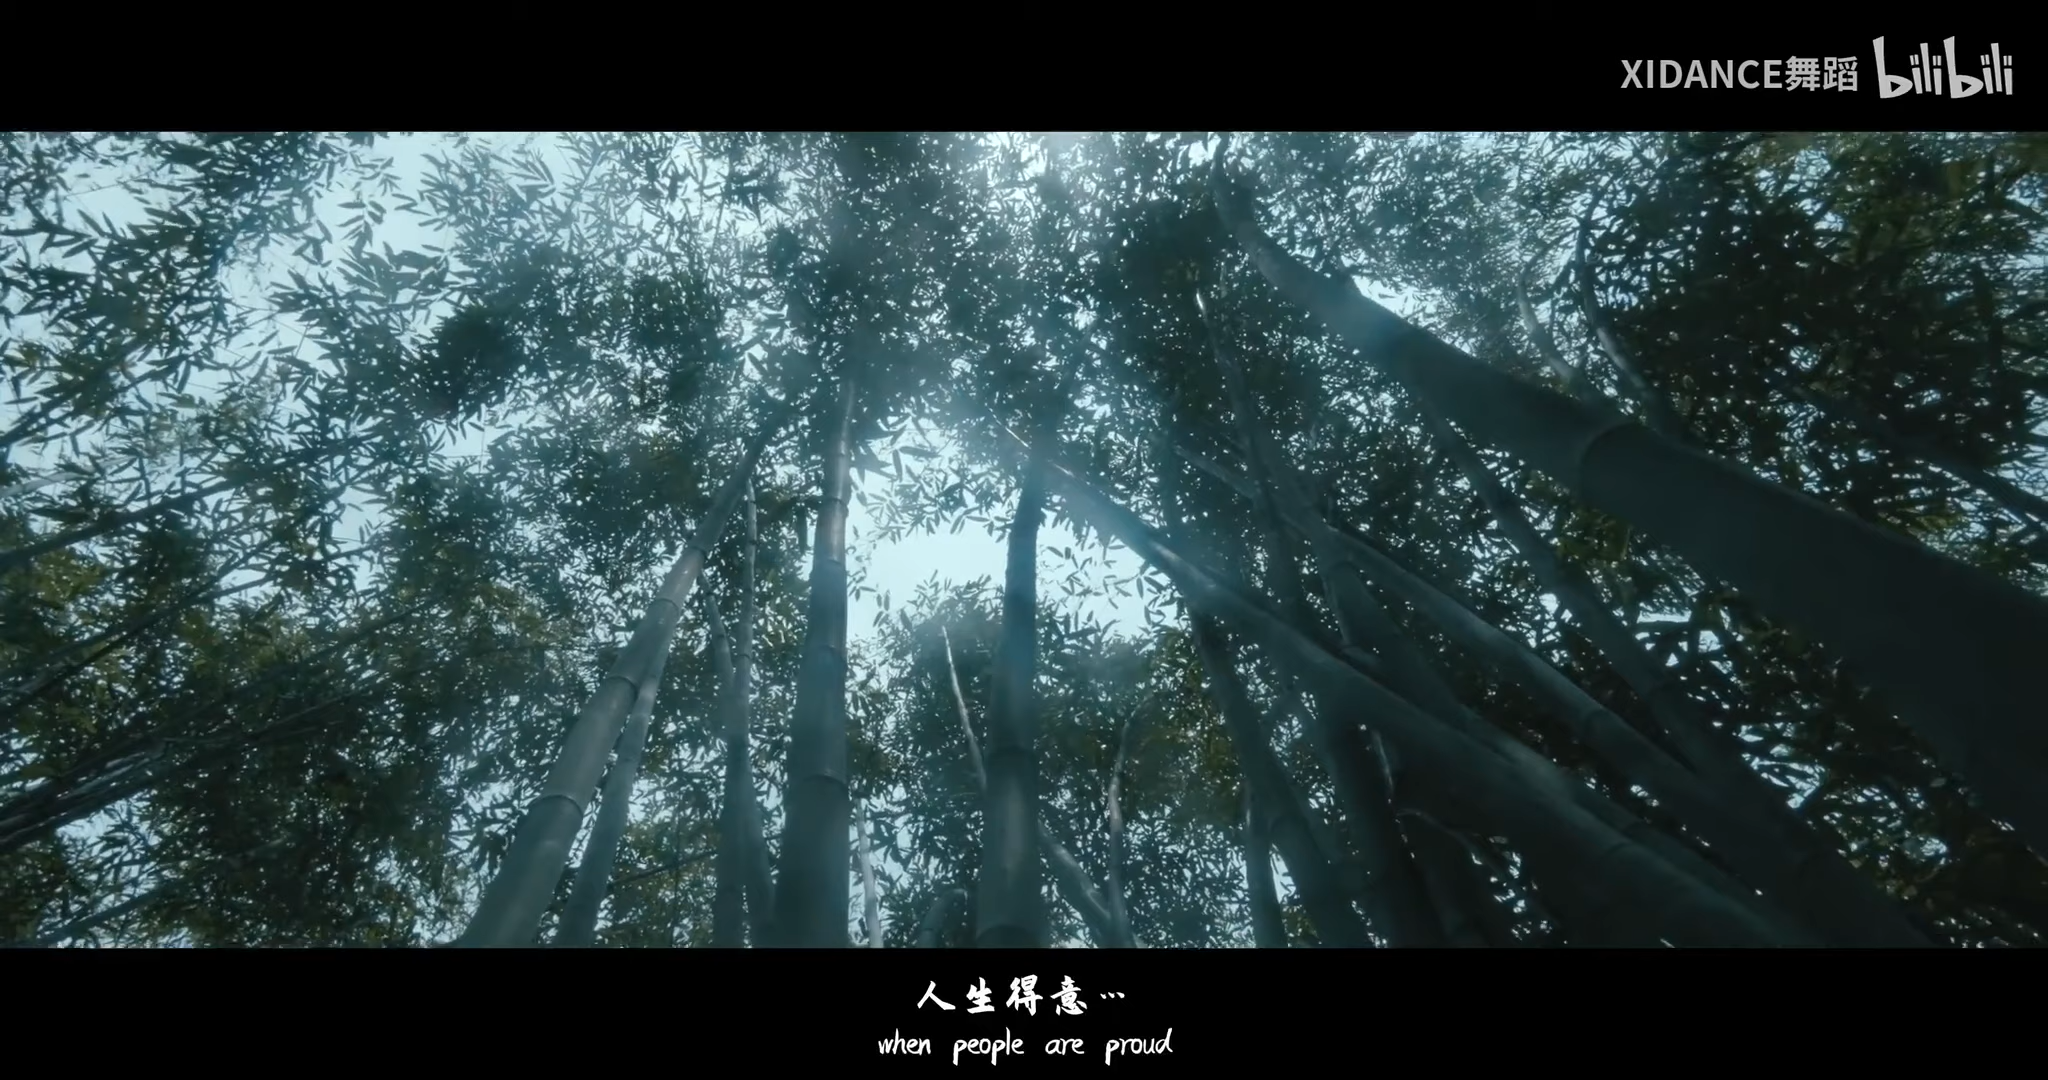 XIDANCE舞蹈 bilibili
人生得意…
when people are proud